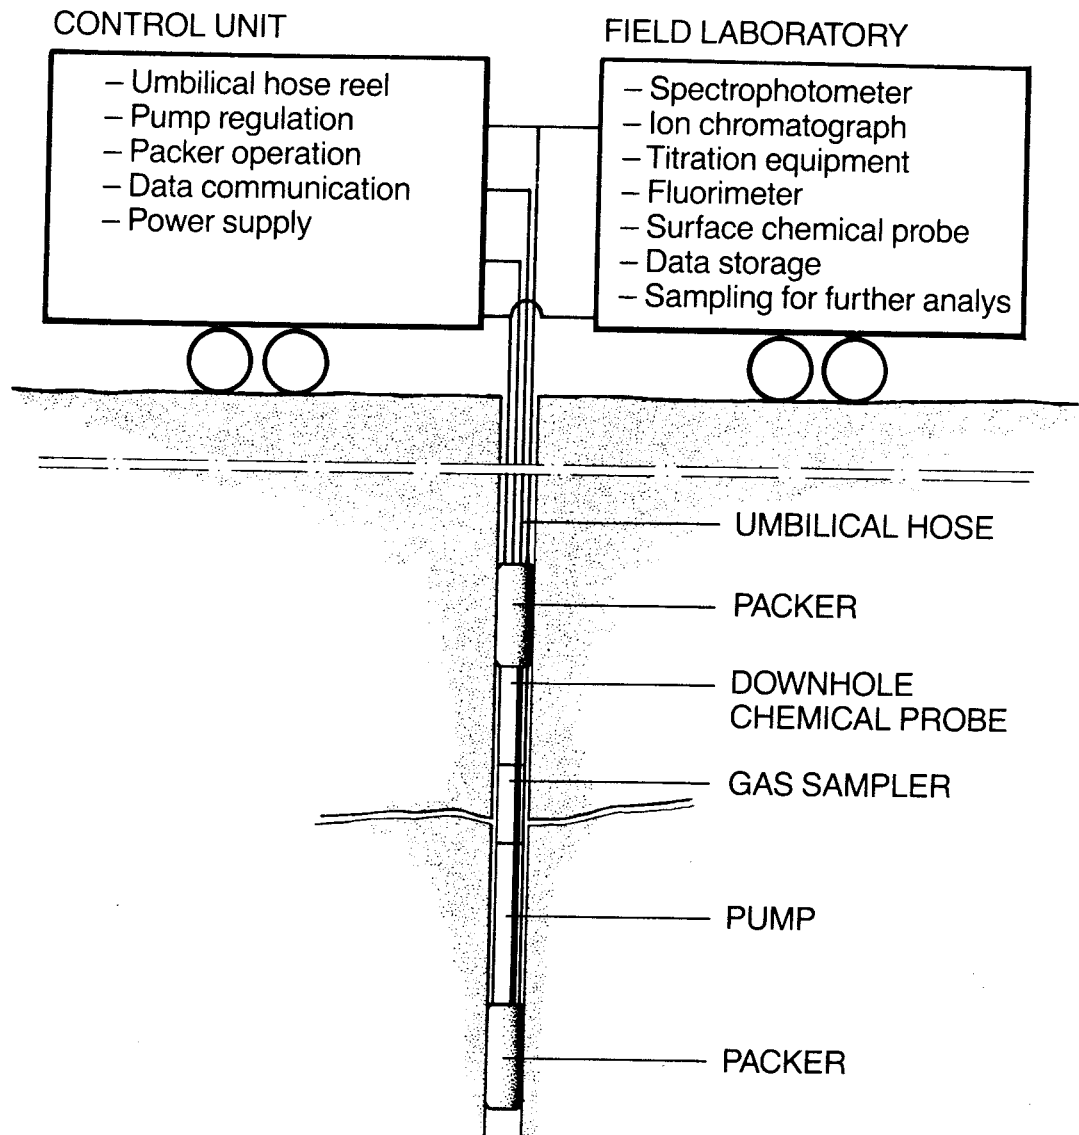 CONTROL UNIT
– Umbilical hose reel
– Pump regulation
– Packer operation
– Data communication
– Power supply
FIELD LABORATORY
– Spectrophotometer
– Ion chromatograph
– Titration equipment
– Fluorimeter
– Surface chemical probe
– Data storage
– Sampling for further analys
UMBILICAL HOSE
PACKER
DOWNHOLE
CHEMICAL PROBE
GAS SAMPLER
PUMP
PACKER